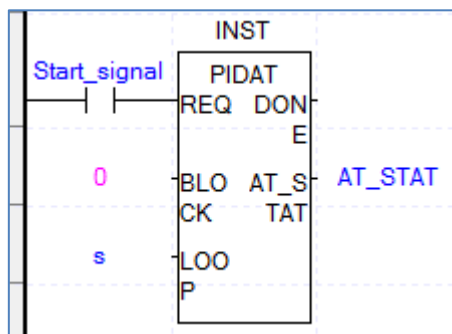 INST
Start_signal
PIDAT
REQ DON
E
0
BLO AT_S AT_STAT
CK TAT
s
LOO
P